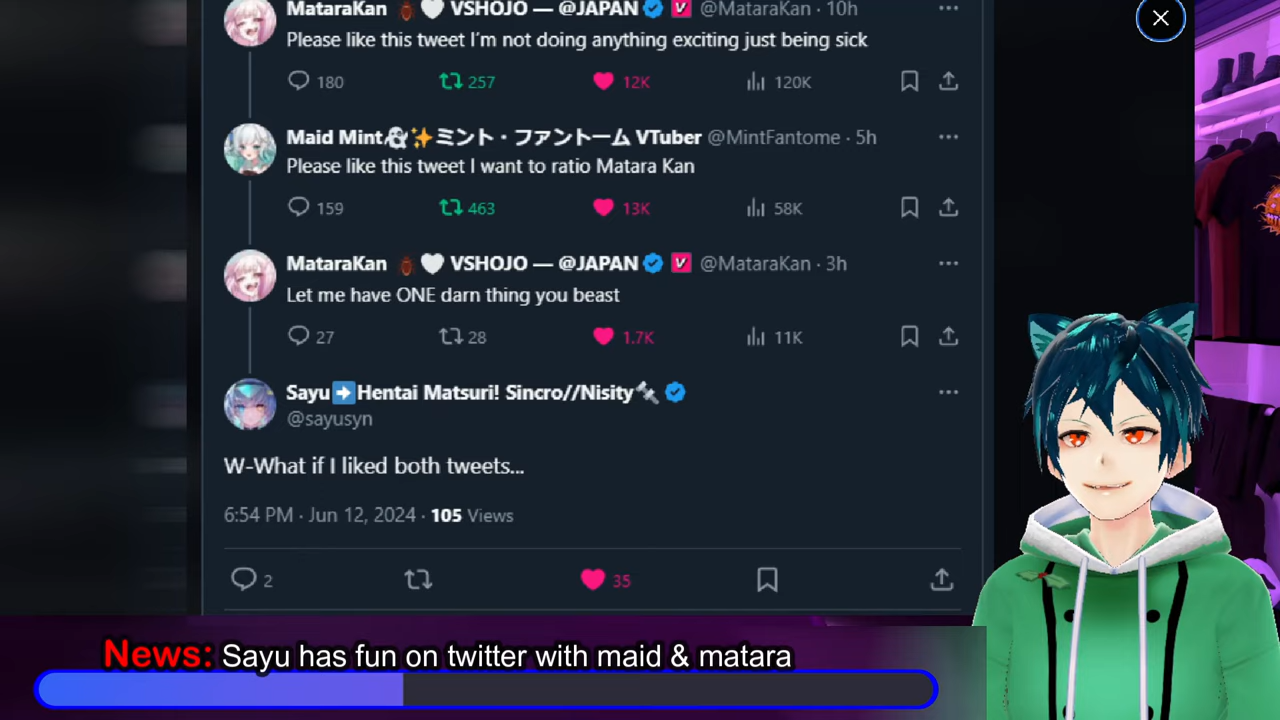 MataraKan 🪳🤍 VSHOJO — @JAPAN @MataraKan · 10h
Please like this tweet I'm not doing anything exciting just being sick
180 257 12K 120K
Maid Mint👻✨ミント・ファントーム VTuber @MintFantome · 5h
Please like this tweet I want to ratio Matara Kan
159 463 13K 58K
MataraKan 🪳🤍 VSHOJO — @JAPAN @MataraKan · 3h
Let me have ONE darn thing you beast
27 28 1.7K 11K
Sayu➡️Hentai Matsuri! Sincro//Nisity🔩
@sayusyn
W-What if I liked both tweets...
6:54 PM · Jun 12, 2024 · 105 Views
2 35
News: Sayu has fun on twitter with maid & matara